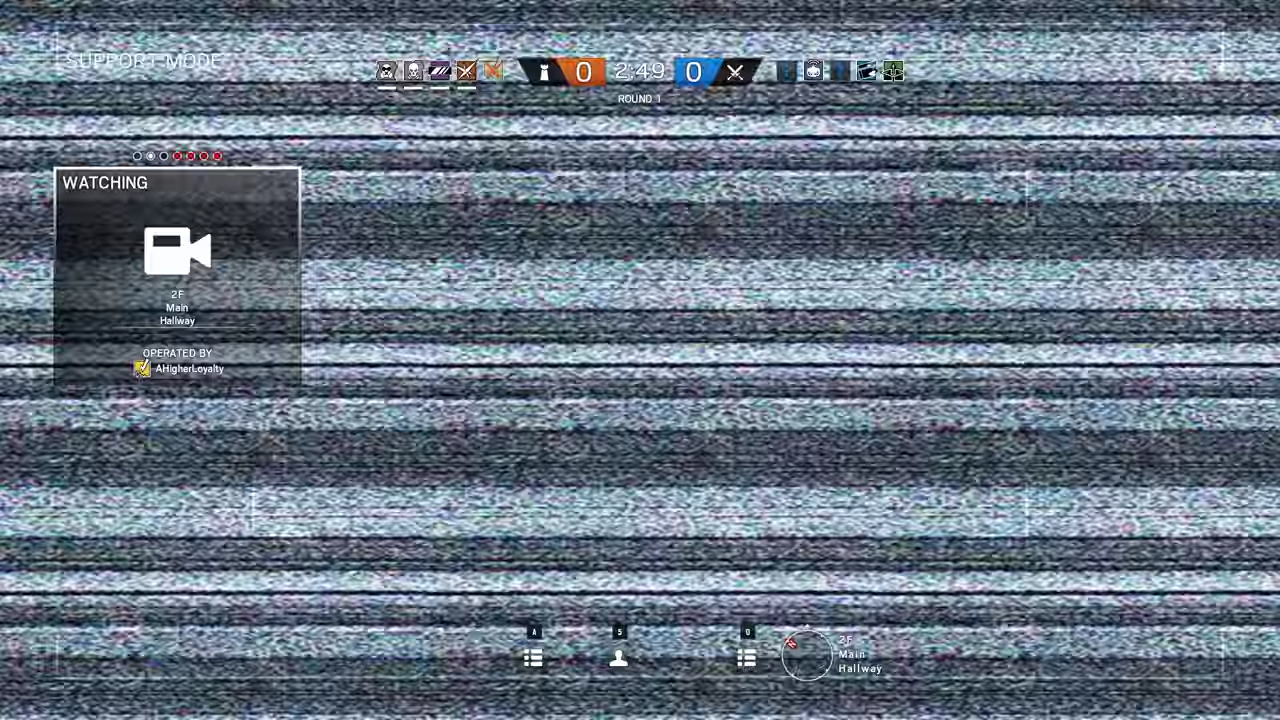 SUPPORT MODE
0 2:49 0
ROUND 1
WATCHING
2F
Main
Hallway
OPERATED BY
AHigherLoyalty
A S D
2F
Main
Hallway